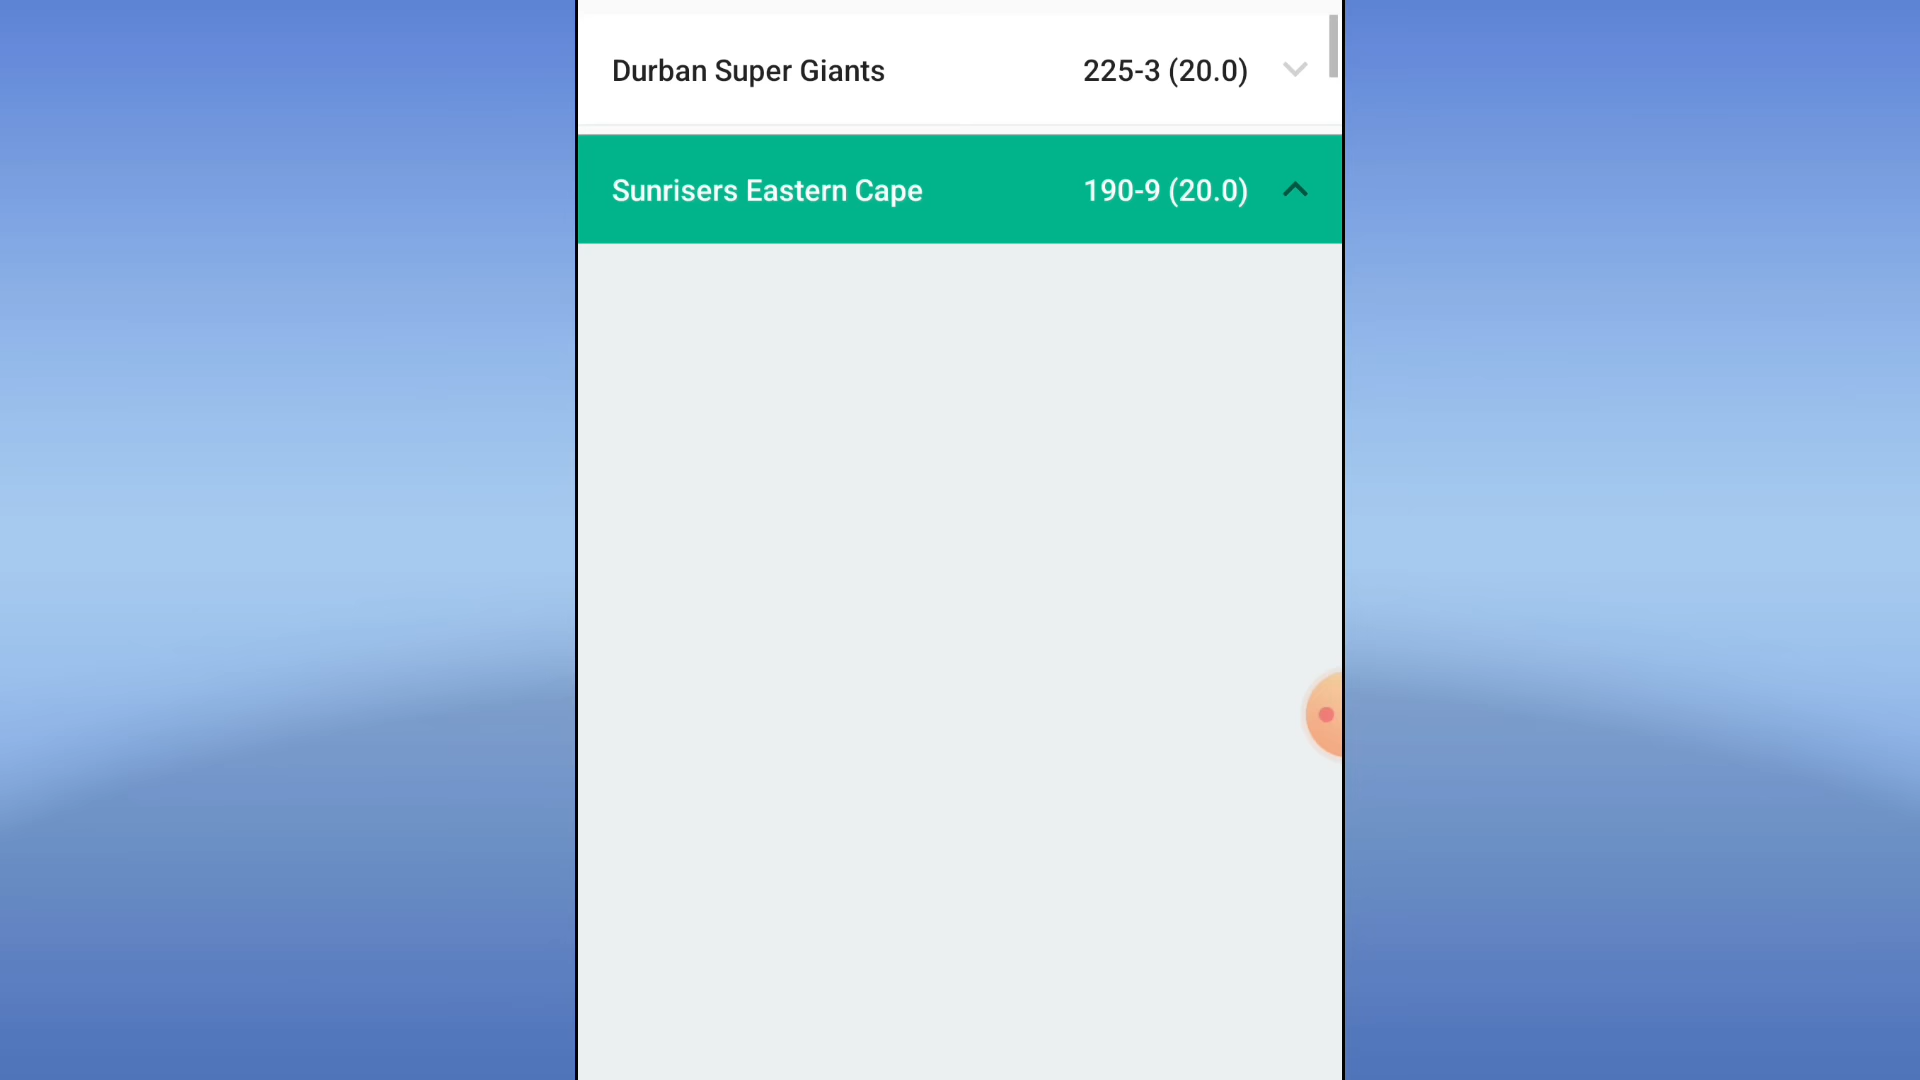 Durban Super Giants 225-3 (20.0)
Sunrisers Eastern Cape 190-9 (20.0)